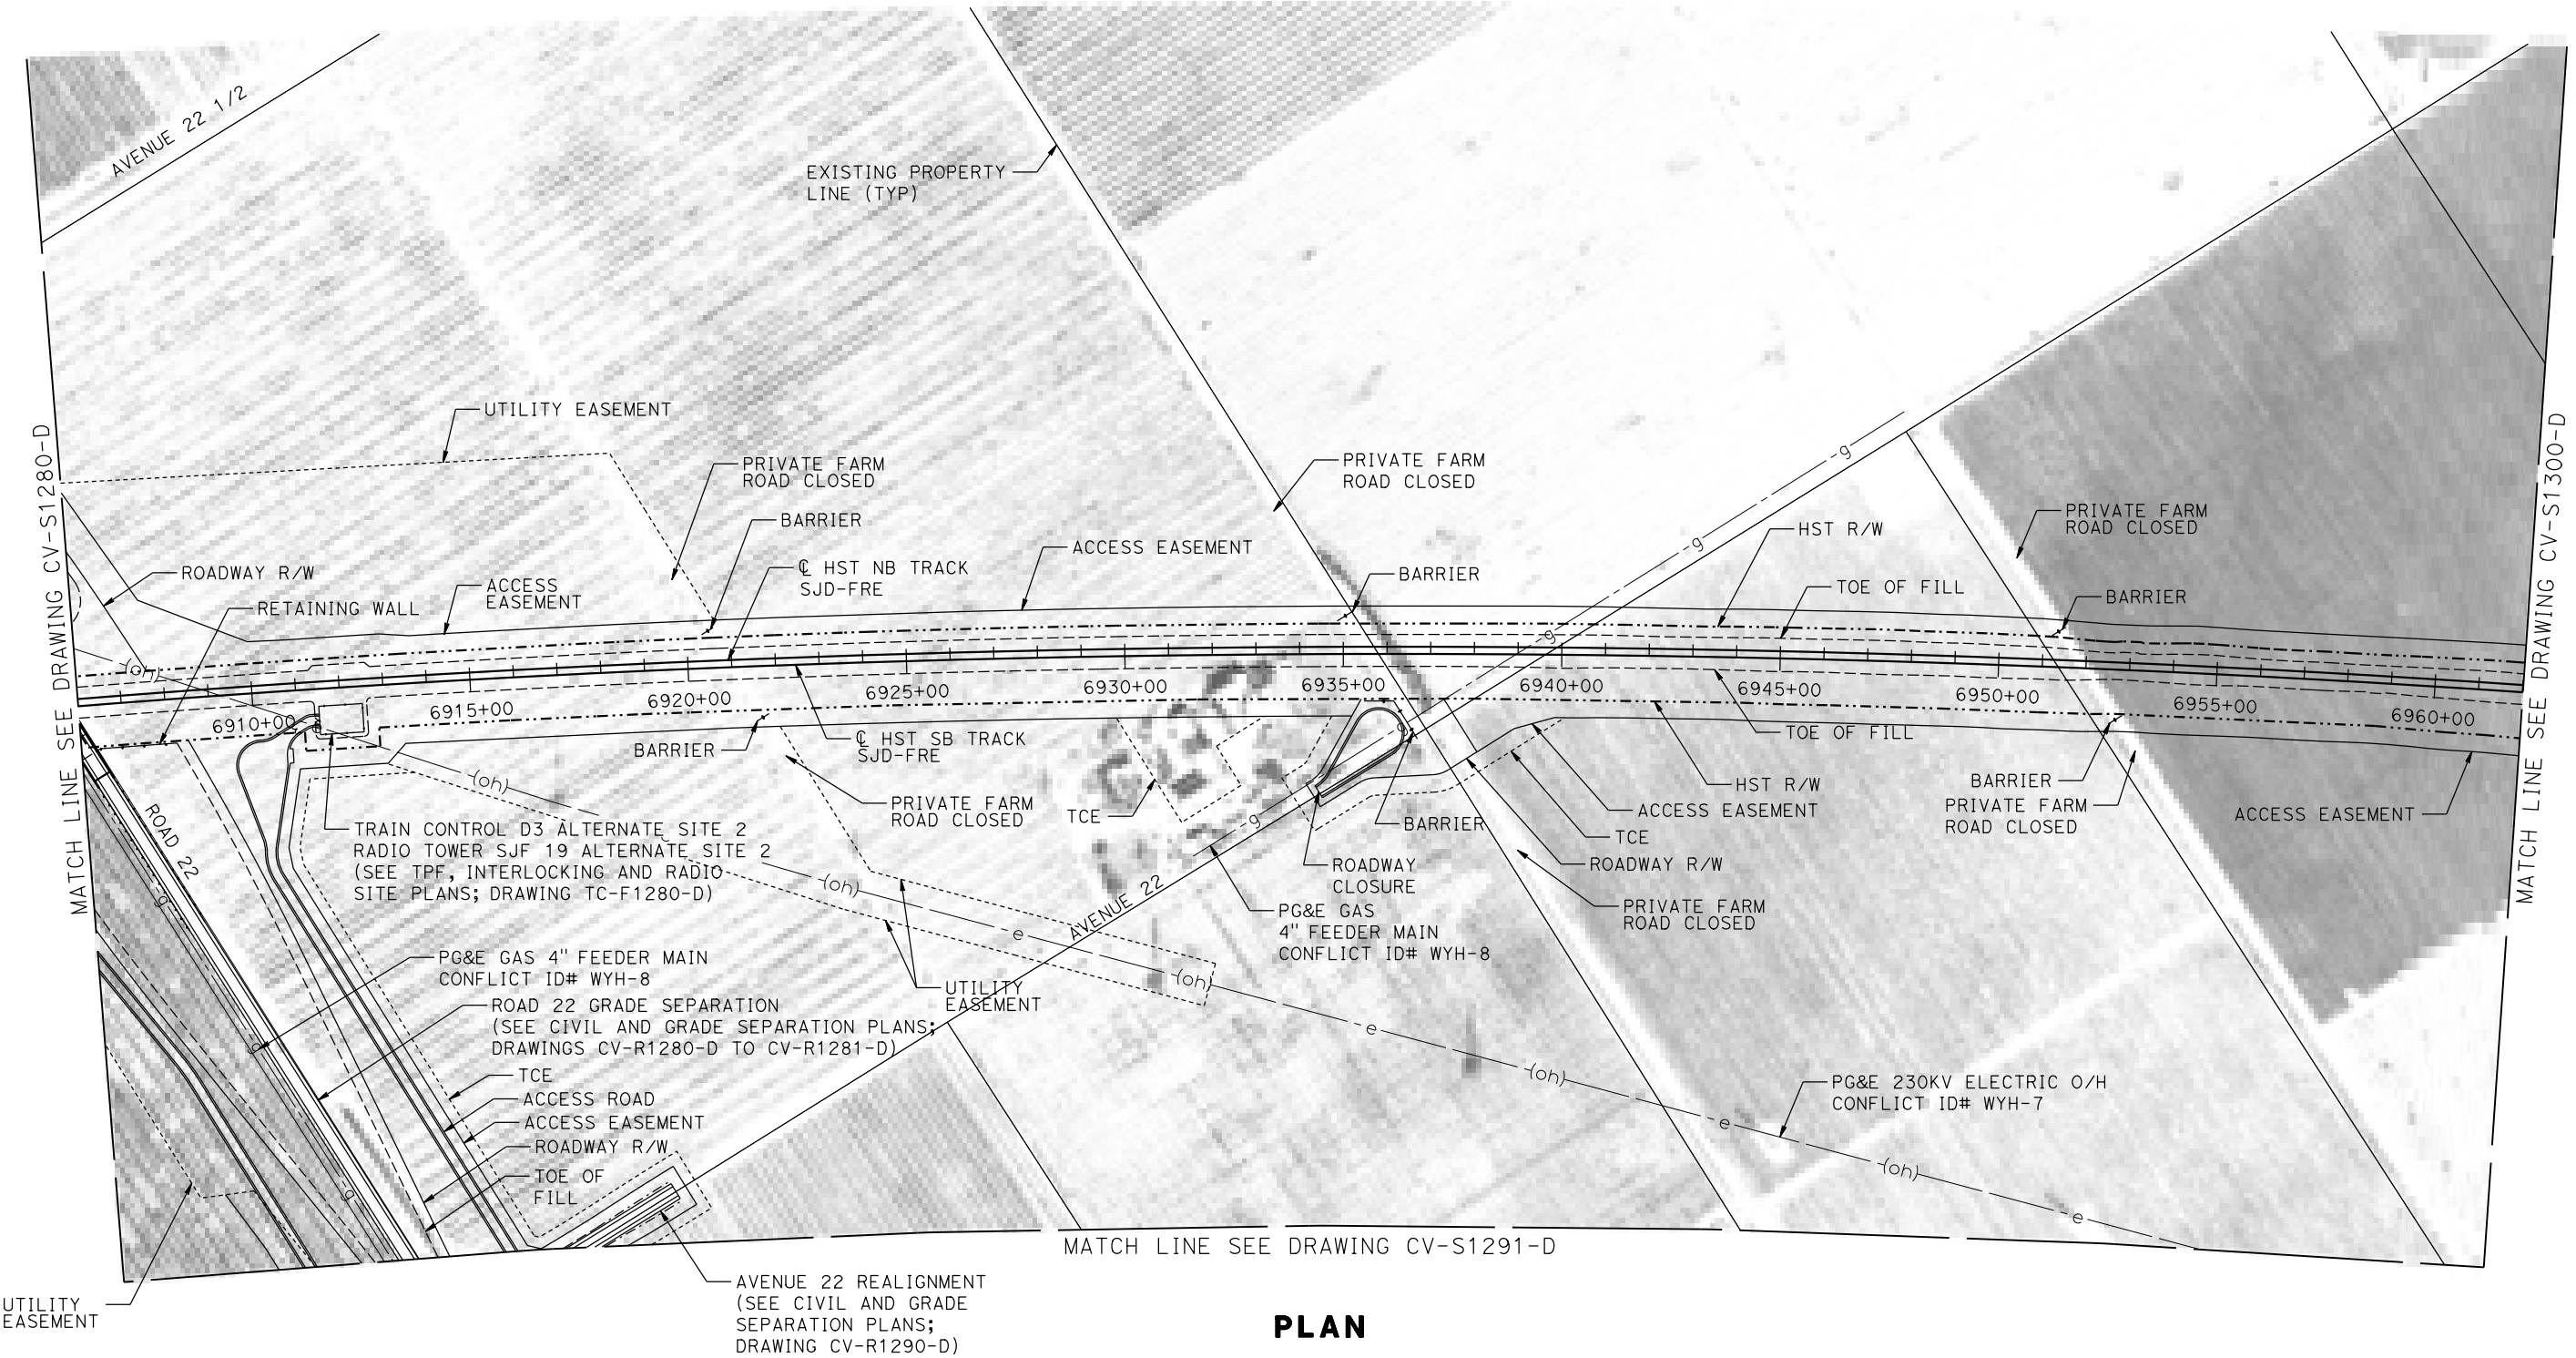 AVENUE 22 1/2
EXISTING PROPERTY
LINE (TYP)
UTILITY EASEMENT
PRIVATE FARM
ROAD CLOSED
BARRIER
℄ HST NB TRACK
SJD-FRE
ACCESS EASEMENT
PRIVATE FARM
ROAD CLOSED
BARRIER
HST R/W
TOE OF FILL
PRIVATE FARM
ROAD CLOSED
BARRIER
ROADWAY R/W
RETAINING WALL
ACCESS
EASEMENT
MATCH LINE SEE DRAWING CV-S1280-D
MATCH LINE SEE DRAWING CV-S1300-D
g
g
g
(oh)
6910+00
6915+00
6920+00
6925+00
6930+00
6935+00
6940+00
6945+00
6950+00
6955+00
6960+00
BARRIER
℄ HST SB TRACK
SJD-FRE
PRIVATE FARM
ROAD CLOSED
TCE
g
g
BARRIER
ROADWAY
CLOSURE
PG&E GAS
4" FEEDER MAIN
CONFLICT ID# WYH-8
TOE OF FILL
HST R/W
ACCESS EASEMENT
TCE
ROADWAY R/W
PRIVATE FARM
ROAD CLOSED
BARRIER
PRIVATE FARM
ROAD CLOSED
ACCESS EASEMENT
ROAD 22
(oh)
TRAIN CONTROL D3 ALTERNATE SITE 2
RADIO TOWER SJF 19 ALTERNATE SITE 2
(SEE TPF, INTERLOCKING AND RADIO
SITE PLANS; DRAWING TC-F1280-D)
(oh)
AVENUE 22
e
(oh)
e
(oh)
e
(oh)
e
UTILITY
EASEMENT
PG&E GAS 4" FEEDER MAIN
CONFLICT ID# WYH-8
ROAD 22 GRADE SEPARATION
(SEE CIVIL AND GRADE SEPARATION PLANS;
DRAWINGS CV-R1280-D TO CV-R1281-D)
TCE
ACCESS ROAD
ACCESS EASEMENT
ROADWAY R/W
TOE OF
FILL
g
g
g
PG&E 230KV ELECTRIC O/H
CONFLICT ID# WYH-7
MATCH LINE SEE DRAWING CV-S1291-D
UTILITY
EASEMENT
AVENUE 22 REALIGNMENT
(SEE CIVIL AND GRADE
SEPARATION PLANS;
DRAWING CV-R1290-D)
PLAN